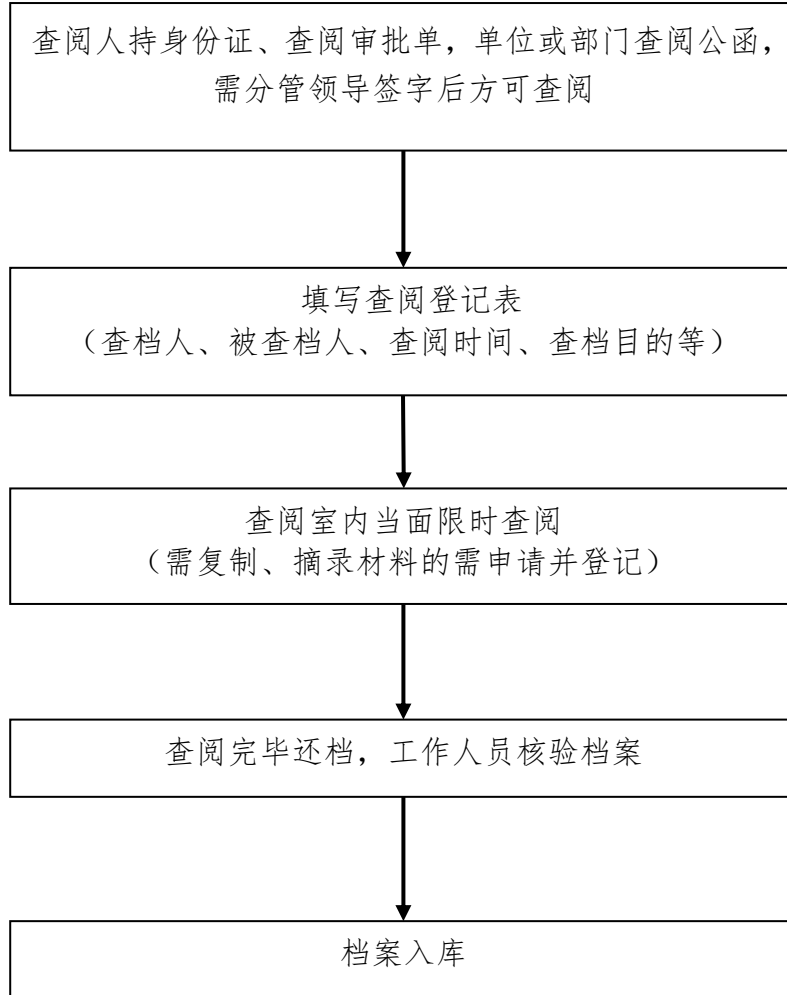 查阅人持身份证、查阅审批单，单位或部门查阅公函，
需分管领导签字后方可查阅
填写查阅登记表
（查档人、被查档人、查阅时间、查档目的等）
查阅室内当面限时查阅
（需复制、摘录材料的需申请并登记）
查阅完毕还档，工作人员核验档案
档案入库